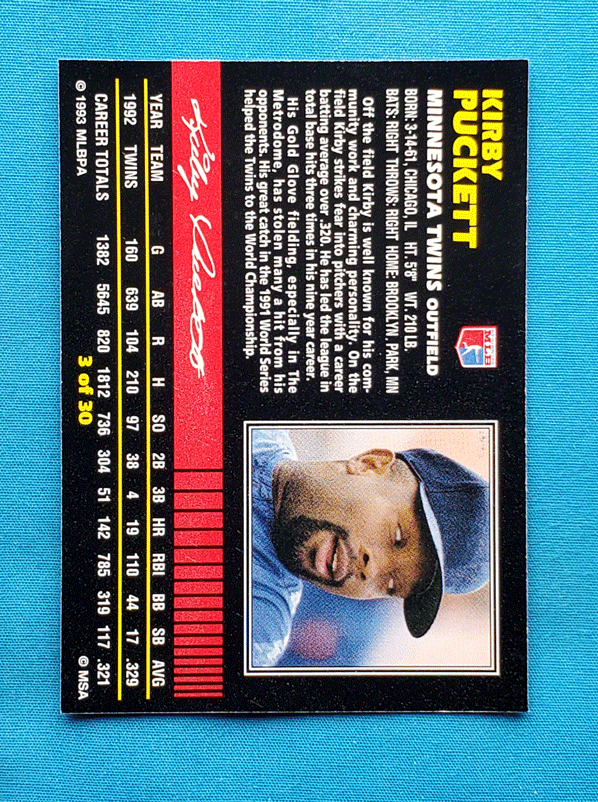 KIRBY
PUCKETT
MINNESOTA TWINS OUTFIELD
BORN: 3-14-61, CHICAGO, IL HT. 5'8" WT. 210 LB.
BATS: RIGHT THROWS: RIGHT HOME: BROOKLYN, PARK, MN
MLB
Off the field Kirby is well known for his com-
munity work and charming personality. On the
field Kirby strikes fear into pitchers with a career
batting average over .320. He has led the league in
total base hits three times in his nine year career.
His Gold Glove fielding, especially in The
Metrodome, has stolen many a hit from his
opponents. His great catch in the 1991 World Series
helped the Twins to the World Championship.
Kirby Puckett
YEAR TEAM G AB R H SO 2B 3B HR RBI BB SB AVG
1992 TWINS 160 639 104 210 97 38 4 19 110 44 17 .329
CAREER TOTALS 1382 5645 820 1812 736 304 51 142 785 319 117 .321
© 1993 MLBPA 3 of 30 © MSA